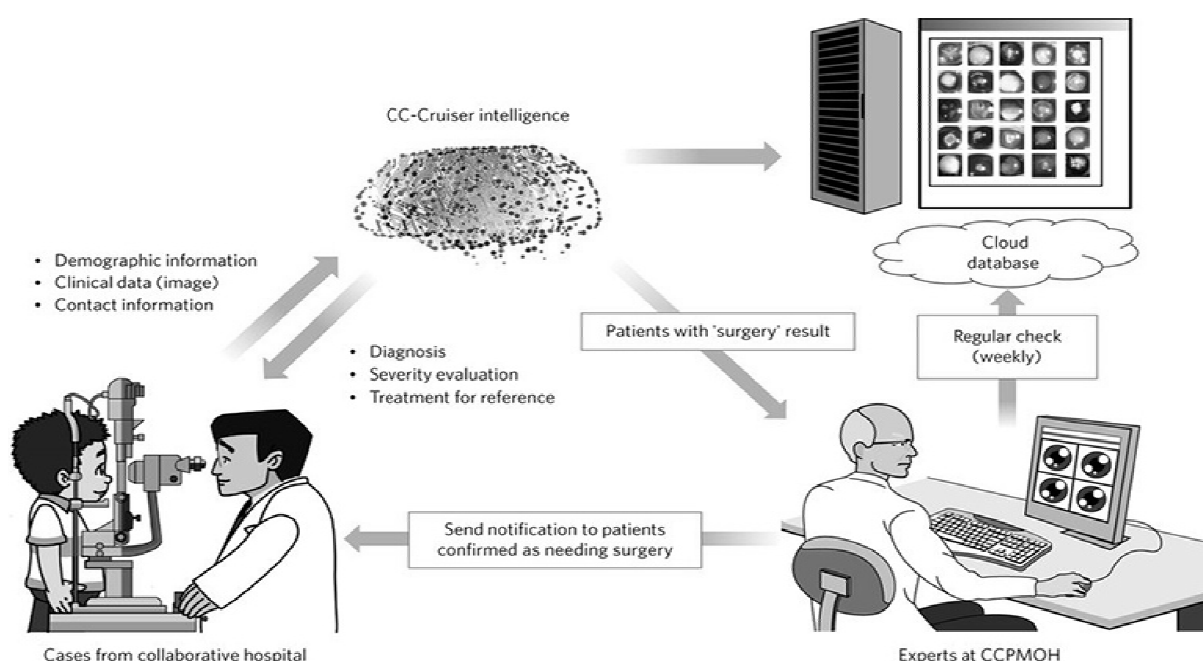 CC-Cruiser intelligence
• Demographic information
• Clinical data (image)
• Contact information
• Diagnosis
• Severity evaluation
• Treatment for reference
Patients with 'surgery' result
Cloud
database
Regular check
(weekly)
Send notification to patients
confirmed as needing surgery
Cases from collaborative hospital
Experts at CCPMOH